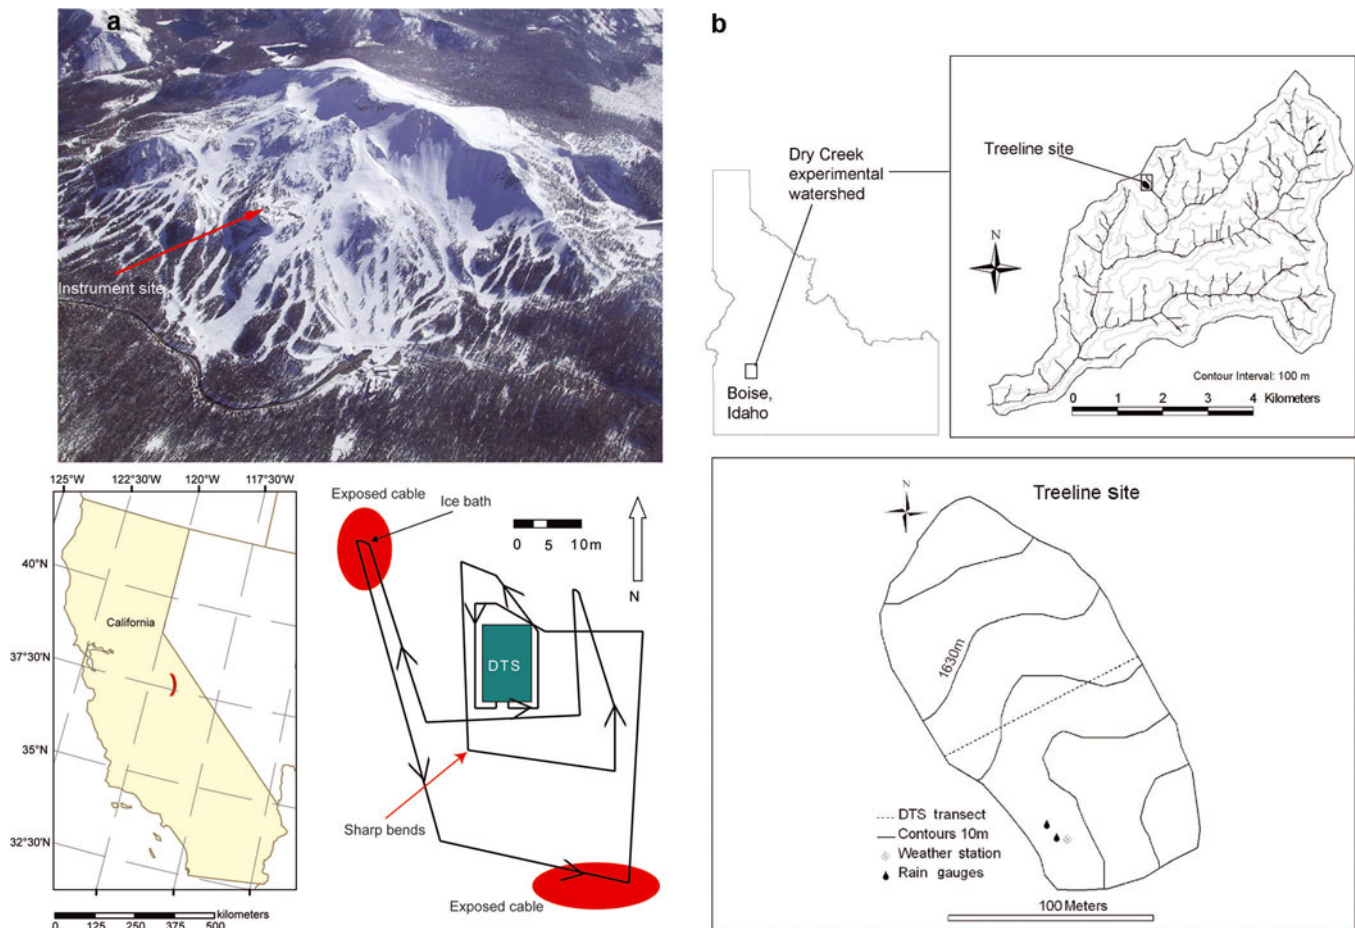 a
Instrument site
125°W 122°30'W 120°W 117°30'W
40°N
37°30'N
35°N
32°30'N
California
kilometers
0 125 250 375 500
Exposed cable
Ice bath
0 5 10m
N
DTS
Sharp bends
Exposed cable
b
Dry Creek
experimental
watershed
Boise,
Idaho
Treeline site
N
Contour Interval: 100 m
0 1 2 3 4 Kilometers
Treeline site
N
1630m
DTS transect
Contours 10m
Weather station
Rain gauges
100 Meters